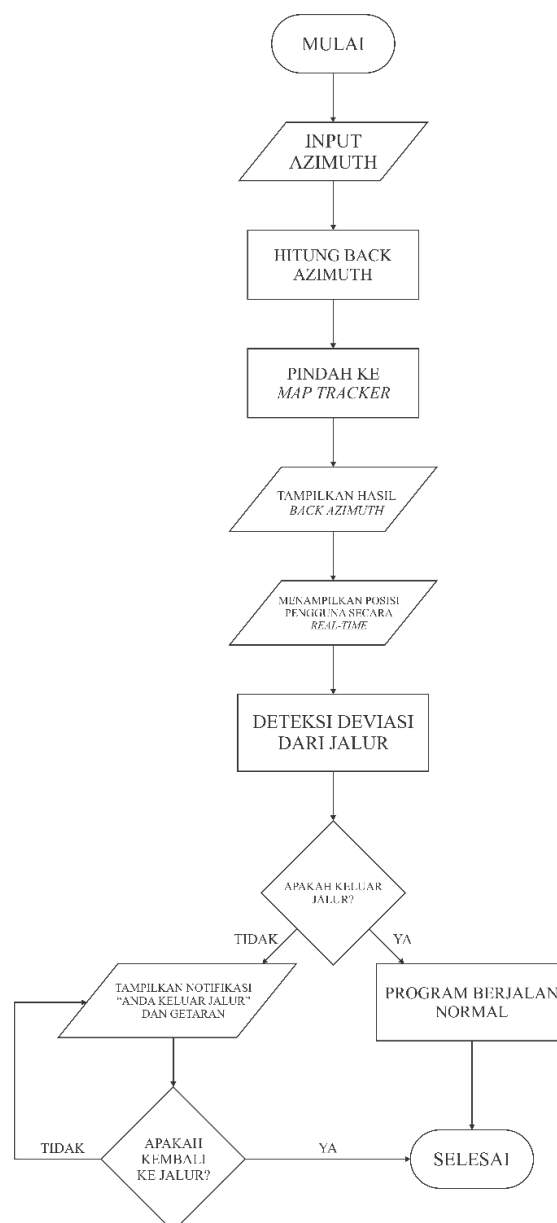 MULAI
INPUT
AZIMUTH
HITUNG BACK
AZIMUTH
PINDAH KE
MAP TRACKER
TAMPILKAN HASIL
BACK AZIMUTH
MENAMPILKAN POSISI
PENGGUNA SECARA
REAL-TIME
DETEKSI DEVIASI
DARI JALUR
APAKAH KELUAR
JALUR?
TIDAK
YA
TAMPILKAN NOTIFIKASI
“ANDA KELUAR JALUR”
DAN GETARAN
PROGRAM BERJALAN
NORMAL
TIDAK
APAKAH
KEMBALI
KE JALUR?
YA
SELESAI